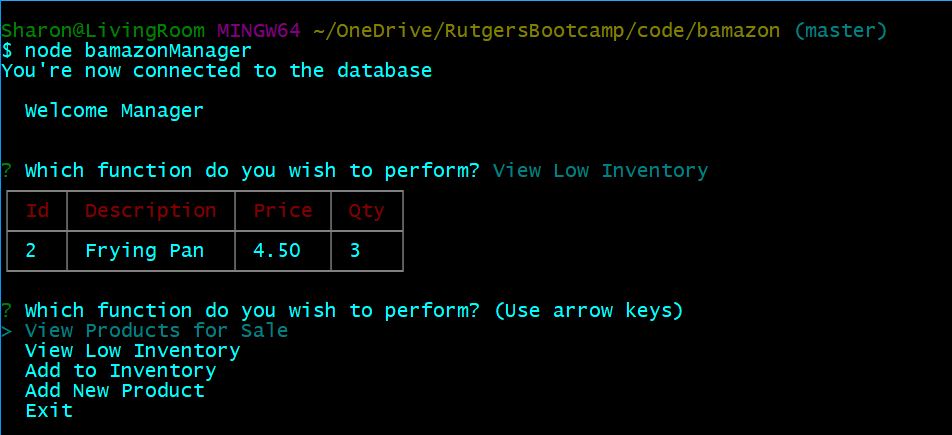 Sharon@LivingRoom MINGW64 ~/OneDrive/RutgersBootcamp/code/bamazon (master)
$ node bamazonManager
You're now connected to the database
Welcome Manager
? Which function do you wish to perform? View Low Inventory
Id Description Price Qty
2 Frying Pan 4.50 3
? Which function do you wish to perform? (Use arrow keys)
> View Products for Sale
View Low Inventory
Add to Inventory
Add New Product
Exit